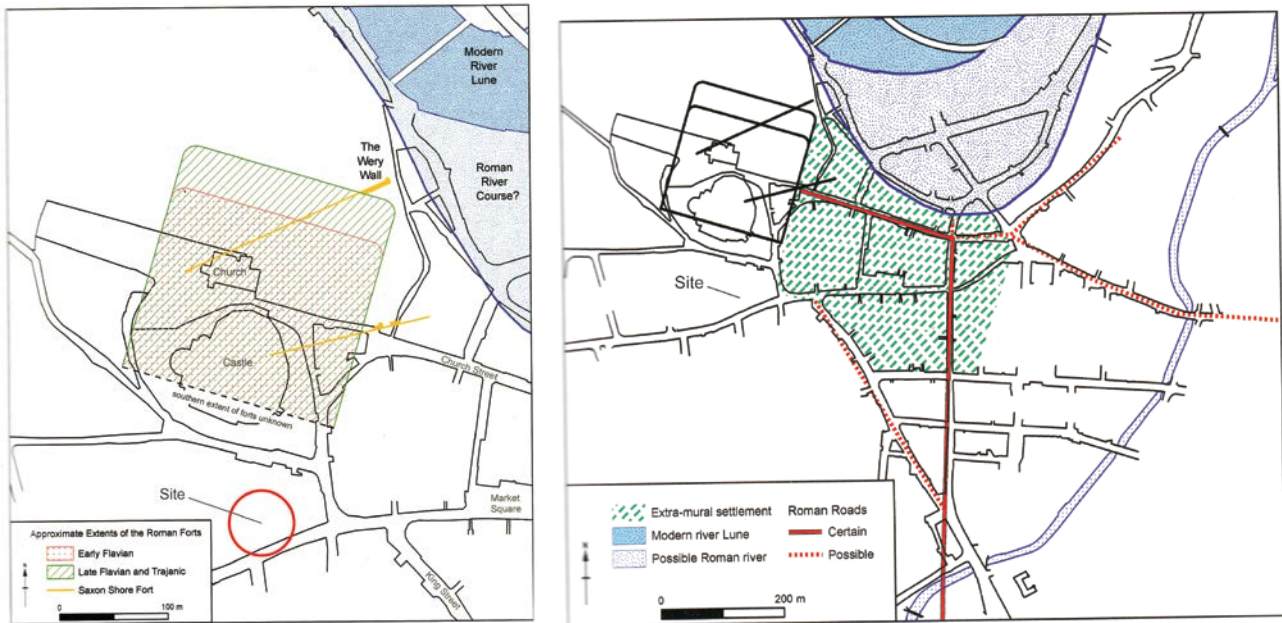 Modern
River
Lune
The
Wery
Wall
Roman
River
Course?
Church
Castle
Church Street
southern extent of forts unknown
Site
Market
Square
King Street
Approximate Extents of the Roman Forts
Early Flavian
Late Flavian and Trajanic
Saxon Shore Fort
N
0 100 m
Site
Extra-mural settlement
Modern river Lune
Possible Roman river
Roman Roads
Certain
Possible
N
0 200 m